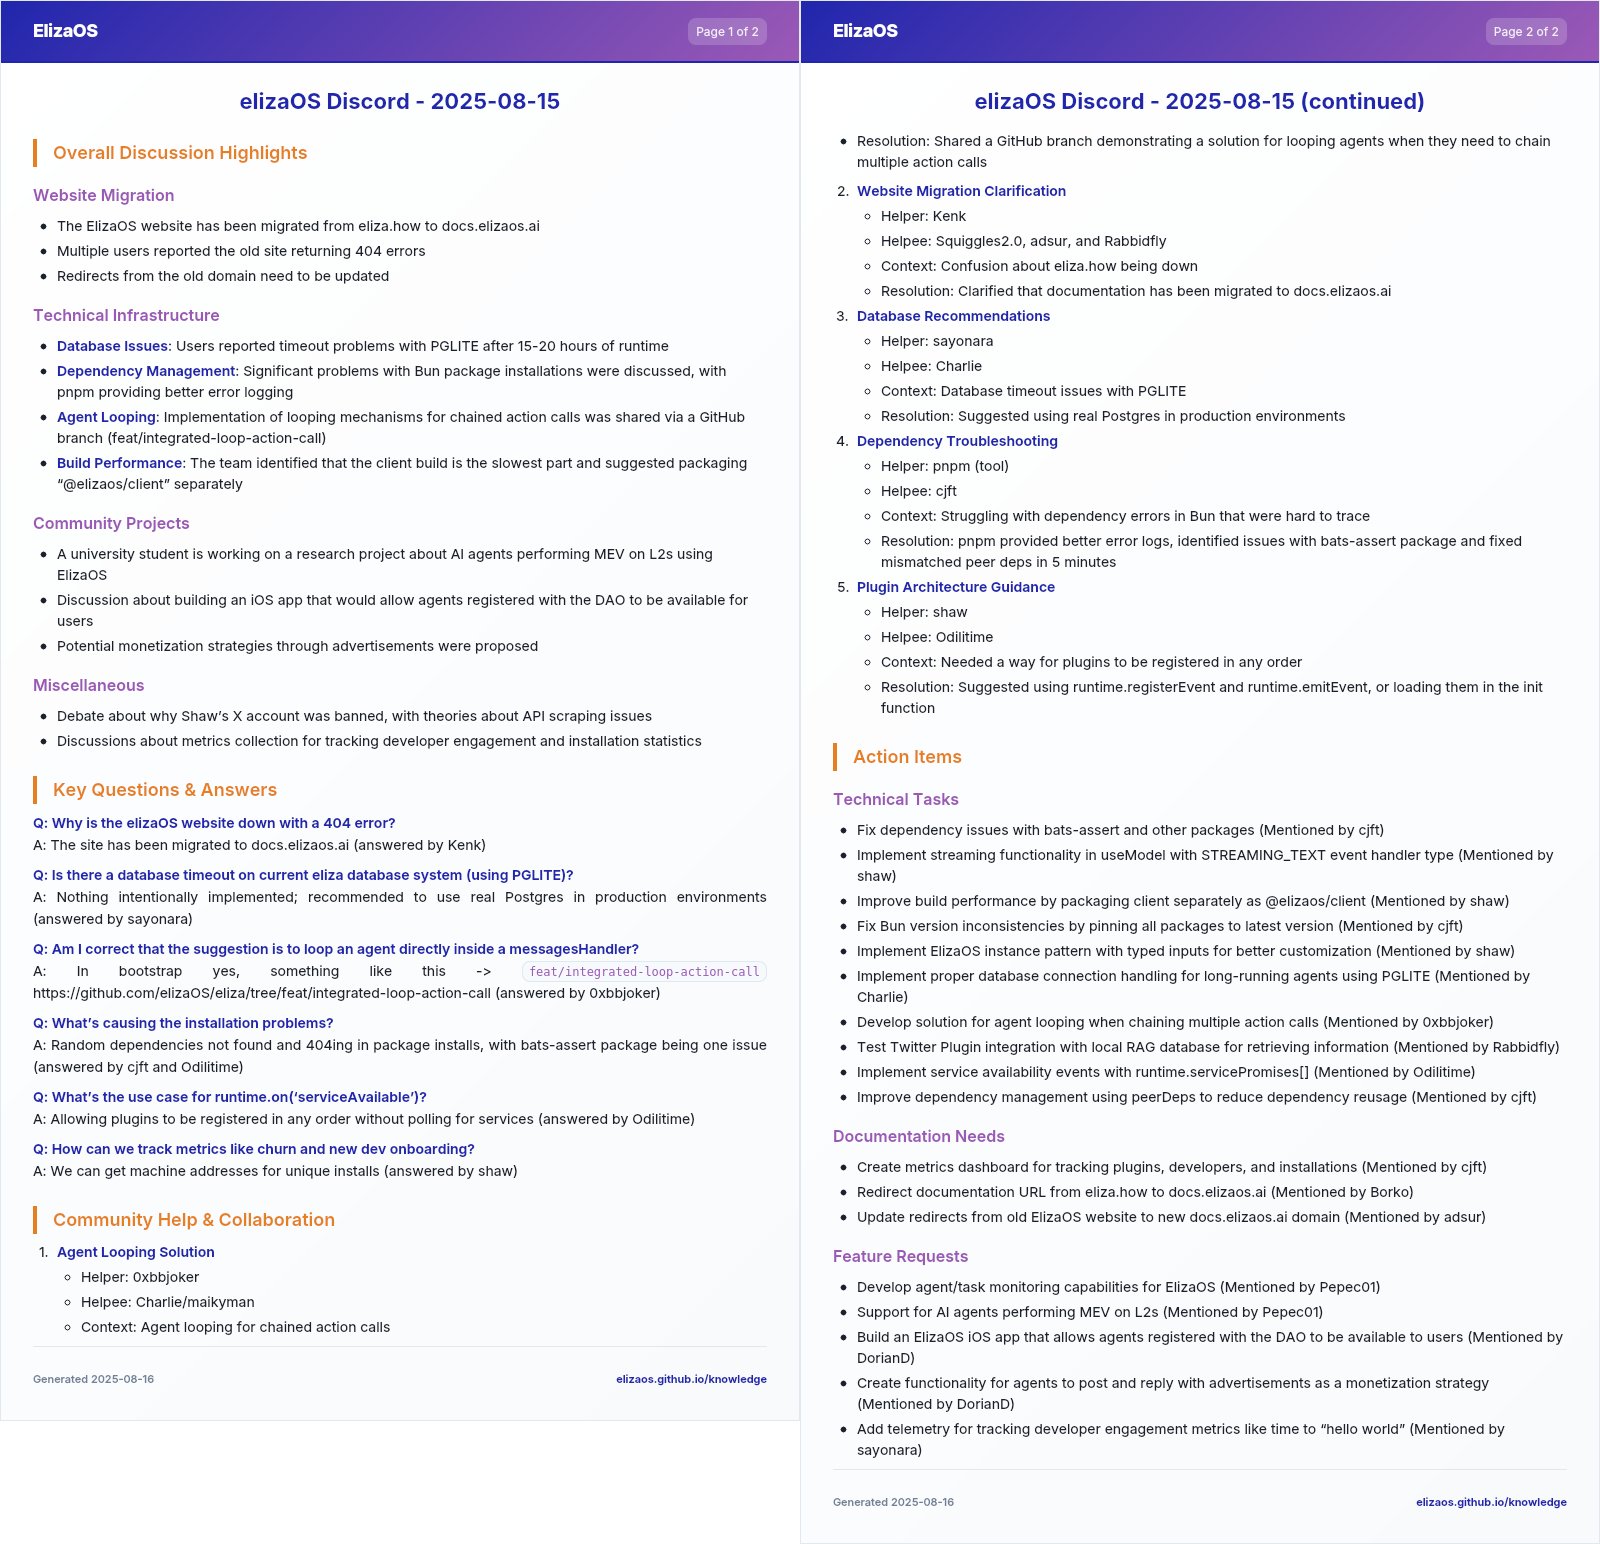 ElizaOS
Page 1 of 2
elizaOS Discord - 2025-08-15
Overall Discussion Highlights
Website Migration
• The ElizaOS website has been migrated from eliza.how to docs.elizaos.ai
• Multiple users reported the old site returning 404 errors
• Redirects from the old domain need to be updated
Technical Infrastructure
• Database Issues: Users reported timeout problems with PGLITE after 15-20 hours of runtime
• Dependency Management: Significant problems with Bun package installations were discussed, with
pnpm providing better error logging
• Agent Looping: Implementation of looping mechanisms for chained action calls was shared via a GitHub
branch (feat/integrated-loop-action-call)
• Build Performance: The team identified that the client build is the slowest part and suggested packaging
“@elizaos/client” separately
Community Projects
• A university student is working on a research project about AI agents performing MEV on L2s using
ElizaOS
• Discussion about building an iOS app that would allow agents registered with the DAO to be available for
users
• Potential monetization strategies through advertisements were proposed
Miscellaneous
• Debate about why Shaw’s X account was banned, with theories about API scraping issues
• Discussions about metrics collection for tracking developer engagement and installation statistics
Key Questions & Answers
Q: Why is the elizaOS website down with a 404 error?
A: The site has been migrated to docs.elizaos.ai (answered by Kenk)
Q: Is there a database timeout on current eliza database system (using PGLITE)?
A: Nothing intentionally implemented; recommended to use real Postgres in production environments
(answered by sayonara)
Q: Am I correct that the suggestion is to loop an agent directly inside a messagesHandler?
A: In bootstrap yes, something like this -> feat/integrated-loop-action-call
https://github.com/elizaOS/eliza/tree/feat/integrated-loop-action-call (answered by 0xbbjoker)
Q: What’s causing the installation problems?
A: Random dependencies not found and 404ing in package installs, with bats-assert package being one issue
(answered by cjft and Odilitime)
Q: What’s the use case for runtime.on(‘serviceAvailable’)?
A: Allowing plugins to be registered in any order without polling for services (answered by Odilitime)
Q: How can we track metrics like churn and new dev onboarding?
A: We can get machine addresses for unique installs (answered by shaw)
Community Help & Collaboration
1. Agent Looping Solution
◦ Helper: 0xbbjoker
◦ Helpee: Charlie/maikyman
◦ Context: Agent looping for chained action calls
Generated 2025-08-16
elizaos.github.io/knowledge
ElizaOS
Page 2 of 2
elizaOS Discord - 2025-08-15 (continued)
• Resolution: Shared a GitHub branch demonstrating a solution for looping agents when they need to chain
multiple action calls
2. Website Migration Clarification
◦ Helper: Kenk
◦ Helpee: Squiggles2.0, adsur, and Rabbidfly
◦ Context: Confusion about eliza.how being down
◦ Resolution: Clarified that documentation has been migrated to docs.elizaos.ai
3. Database Recommendations
◦ Helper: sayonara
◦ Helpee: Charlie
◦ Context: Database timeout issues with PGLITE
◦ Resolution: Suggested using real Postgres in production environments
4. Dependency Troubleshooting
◦ Helper: pnpm (tool)
◦ Helpee: cjft
◦ Context: Struggling with dependency errors in Bun that were hard to trace
◦ Resolution: pnpm provided better error logs, identified issues with bats-assert package and fixed
mismatched peer deps in 5 minutes
5. Plugin Architecture Guidance
◦ Helper: shaw
◦ Helpee: Odilitime
◦ Context: Needed a way for plugins to be registered in any order
◦ Resolution: Suggested using runtime.registerEvent and runtime.emitEvent, or loading them in the init
function
Action Items
Technical Tasks
• Fix dependency issues with bats-assert and other packages (Mentioned by cjft)
• Implement streaming functionality in useModel with STREAMING_TEXT event handler type (Mentioned by
shaw)
• Improve build performance by packaging client separately as @elizaos/client (Mentioned by shaw)
• Fix Bun version inconsistencies by pinning all packages to latest version (Mentioned by cjft)
• Implement ElizaOS instance pattern with typed inputs for better customization (Mentioned by shaw)
• Implement proper database connection handling for long-running agents using PGLITE (Mentioned by
Charlie)
• Develop solution for agent looping when chaining multiple action calls (Mentioned by 0xbbjoker)
• Test Twitter Plugin integration with local RAG database for retrieving information (Mentioned by Rabbidfly)
• Implement service availability events with runtime.servicePromises[] (Mentioned by Odilitime)
• Improve dependency management using peerDeps to reduce dependency reusage (Mentioned by cjft)
Documentation Needs
• Create metrics dashboard for tracking plugins, developers, and installations (Mentioned by cjft)
• Redirect documentation URL from eliza.how to docs.elizaos.ai (Mentioned by Borko)
• Update redirects from old ElizaOS website to new docs.elizaos.ai domain (Mentioned by adsur)
Feature Requests
• Develop agent/task monitoring capabilities for ElizaOS (Mentioned by Pepec01)
• Support for AI agents performing MEV on L2s (Mentioned by Pepec01)
• Build an ElizaOS iOS app that allows agents registered with the DAO to be available to users (Mentioned by
DorianD)
• Create functionality for agents to post and reply with advertisements as a monetization strategy
(Mentioned by DorianD)
• Add telemetry for tracking developer engagement metrics like time to “hello world” (Mentioned by
sayonara)
Generated 2025-08-16
elizaos.github.io/knowledge